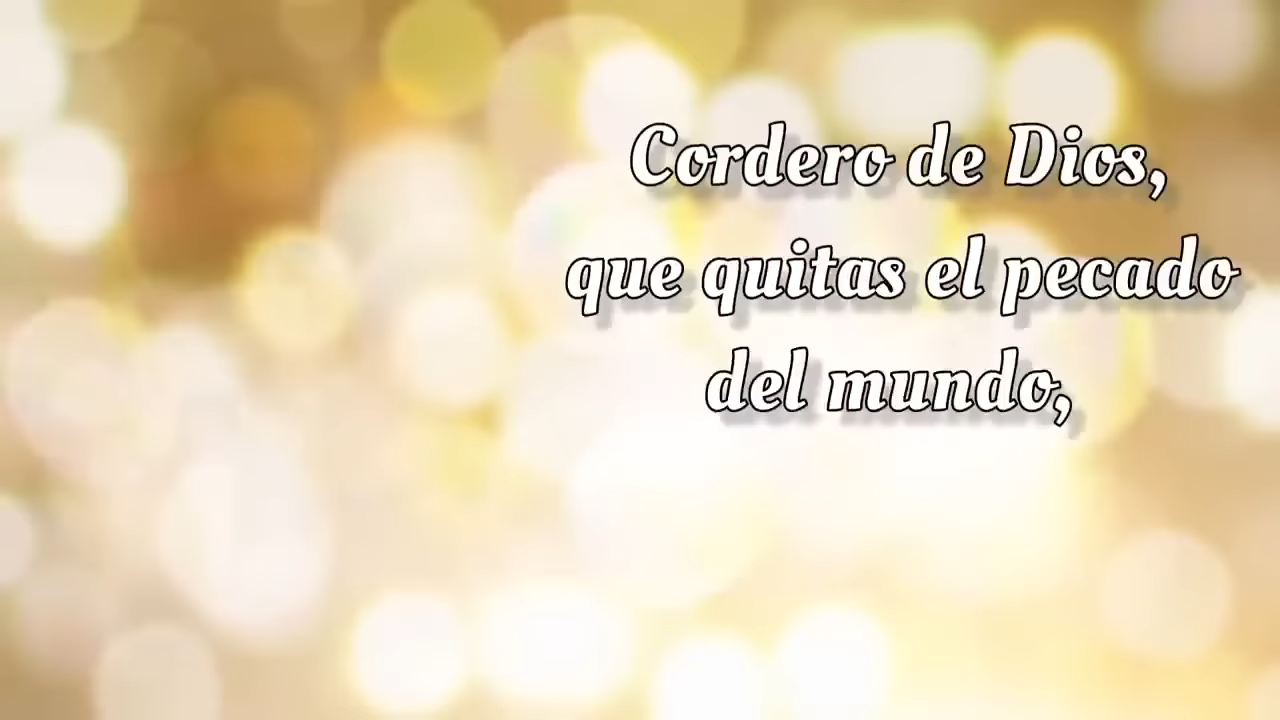 Cordero de Dios,
que quitas el pecado
del mundo,